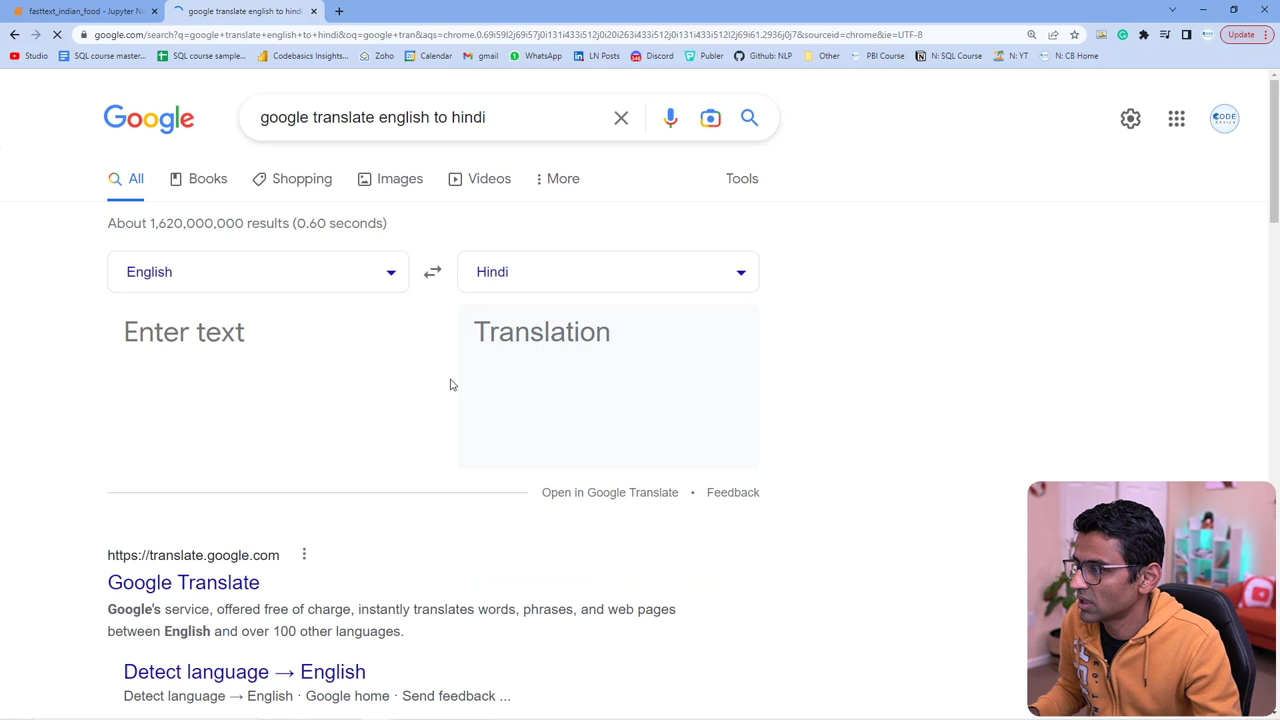 fasttext_indian_food - Jupyter N
google translate english to hindi
google.com/search?q=google+translate+english+to+hindi&oq=google+tran&aqs=chrome.0.69i59l2j69i57j0i131i433i512j0i20i263i433i512j0i131i433i512l2j69i61.2936j0j7&sourceid=chrome&ie=UTF-8
Update
Studio
SQL course master...
SQL course sample...
Codebasics Insights...
Zoho
Calendar
gmail
WhatsApp
LN Posts
Discord
Publer
Github: NLP
Other
PBI Course
N: SQL Course
N: YT
N: CB Home
Google
google translate english to hindi
CODE
BASICS
All
Books
Shopping
Images
Videos
More
Tools
About 1,620,000,000 results (0.60 seconds)
English
Hindi
Enter text
Translation
Open in Google Translate • Feedback
https://translate.google.com
Google Translate
Google's service, offered free of charge, instantly translates words, phrases, and web pages
between English and over 100 other languages.
Detect language → English
Detect language → English · Google home · Send feedback ...